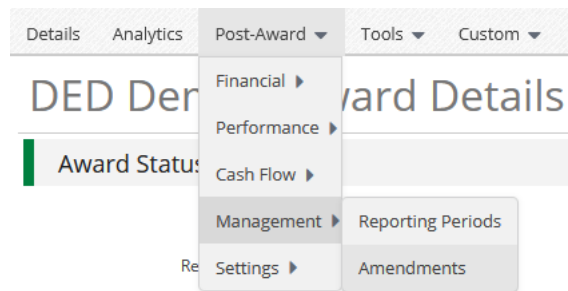 Details Analytics Post-Award Tools Custom
DED Der ard Details
Financial
Performance
Award Status
Cash Flow
Management Reporting Periods
Re Settings Amendments